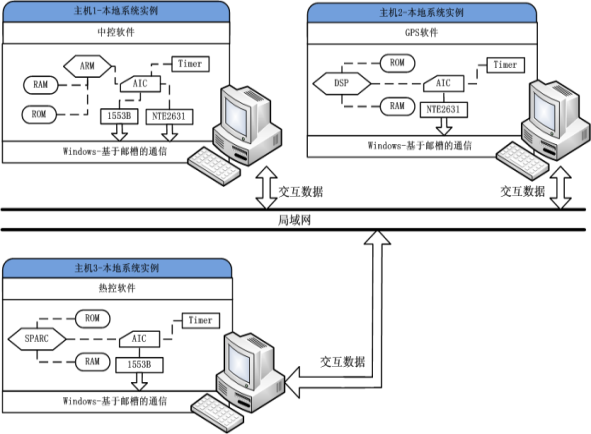 主机1-本地系统实例
中控软件
ARM
Timer
RAM
AIC
ROM
1553B
NTE2631
Windows-基于邮槽的通信
主机2-本地系统实例
GPS软件
ROM
Timer
DSP
AIC
RAM
NTE2631
Windows-基于邮槽的通信
交互数据
交互数据
局域网
主机3-本地系统实例
热控软件
ROM
Timer
SPARC
AIC
RAM
1553B
Windows-基于邮槽的通信
交互数据